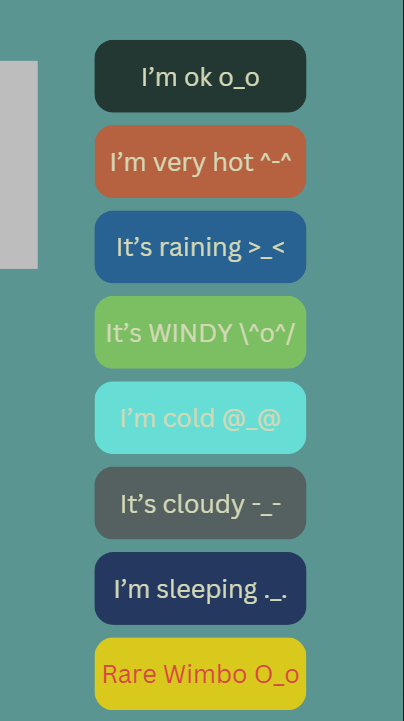 I’m ok o_o
I’m very hot ^-^
It’s raining >_<
It’s WINDY \^o^/
I’m cold @_@
It’s cloudy -_-
I’m sleeping ._.
Rare Wimbo O_o